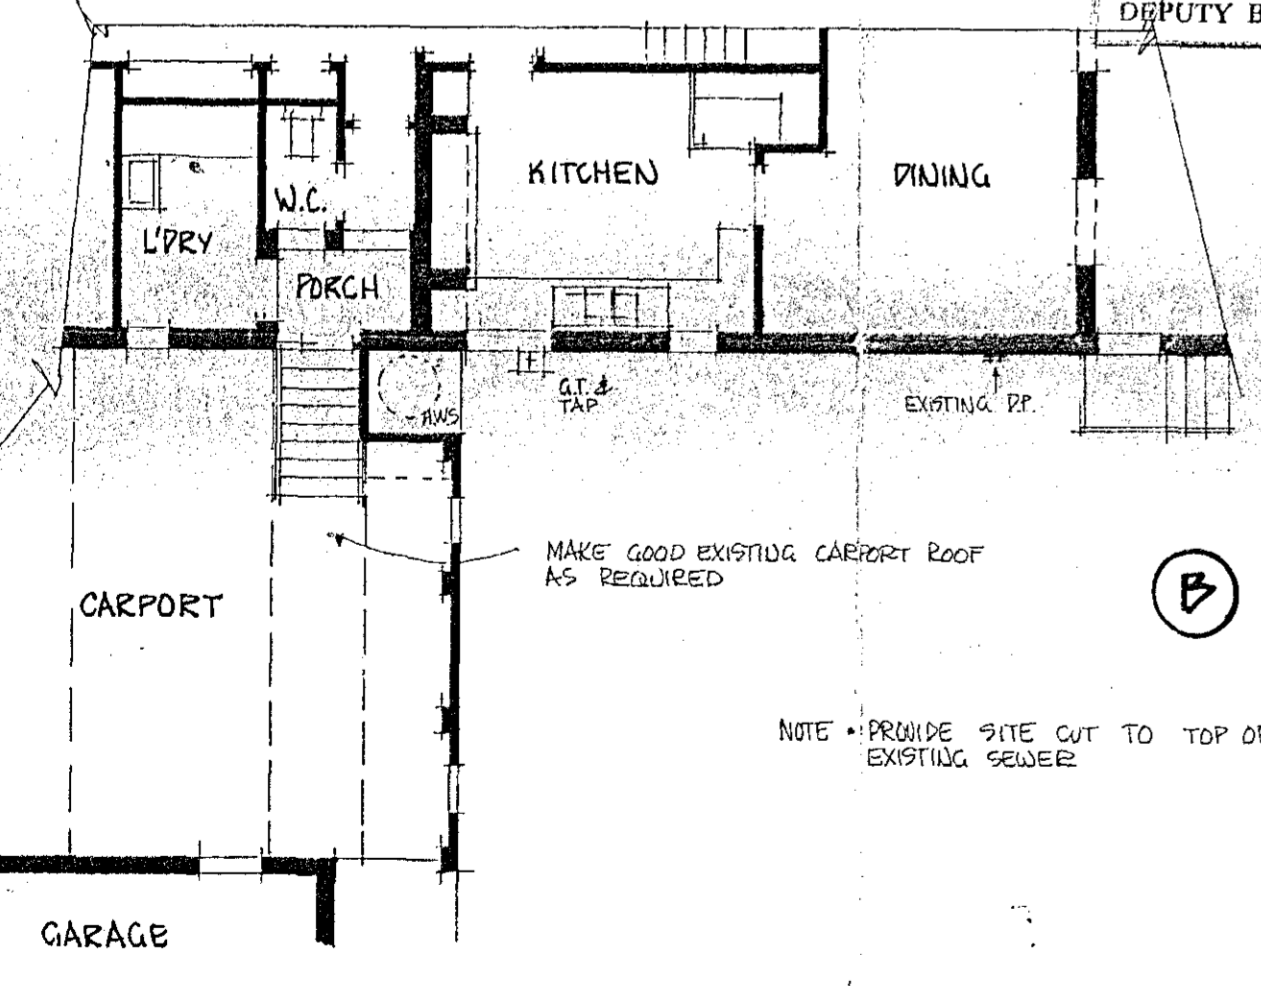 DEPUTY B
KITCHEN
DINING
W.C.
L'DRY
PORCH
G.T. &
TAP
HWS
EXISTING D.P.
MAKE GOOD EXISTING CARPORT ROOF
AS REQUIRED
CARPORT
B
NOTE • PROVIDE SITE CUT TO TOP OF
EXISTING SEWER
GARAGE